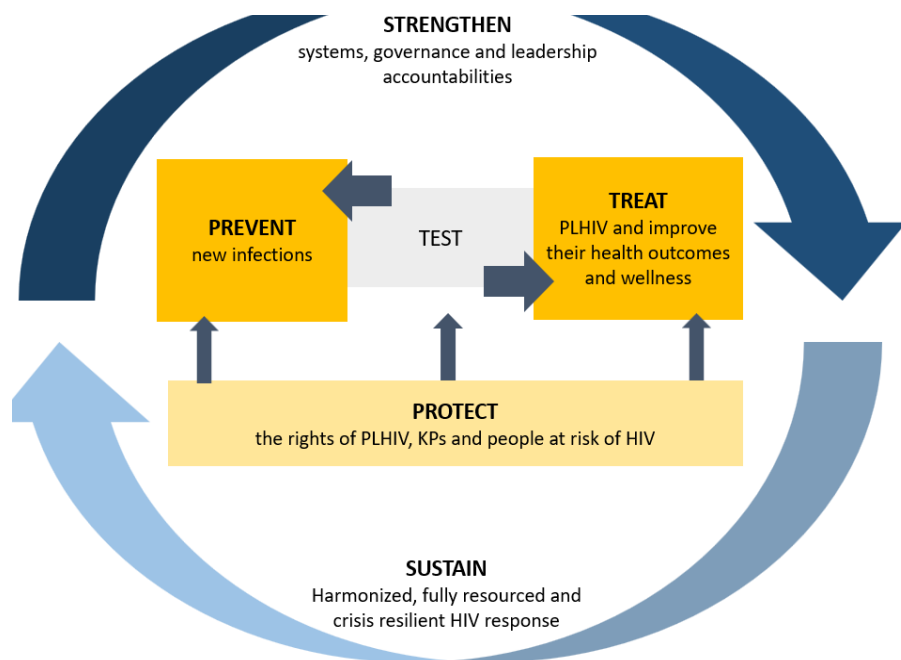 STRENGTHEN
systems, governance and leadership
accountabilities
PREVENT
new infections
TEST
TREAT
PLHIV and improve
their health outcomes
and wellness
PROTECT
the rights of PLHIV, KPs and people at risk of HIV
SUSTAIN
Harmonized, fully resourced and
crisis resilient HIV response